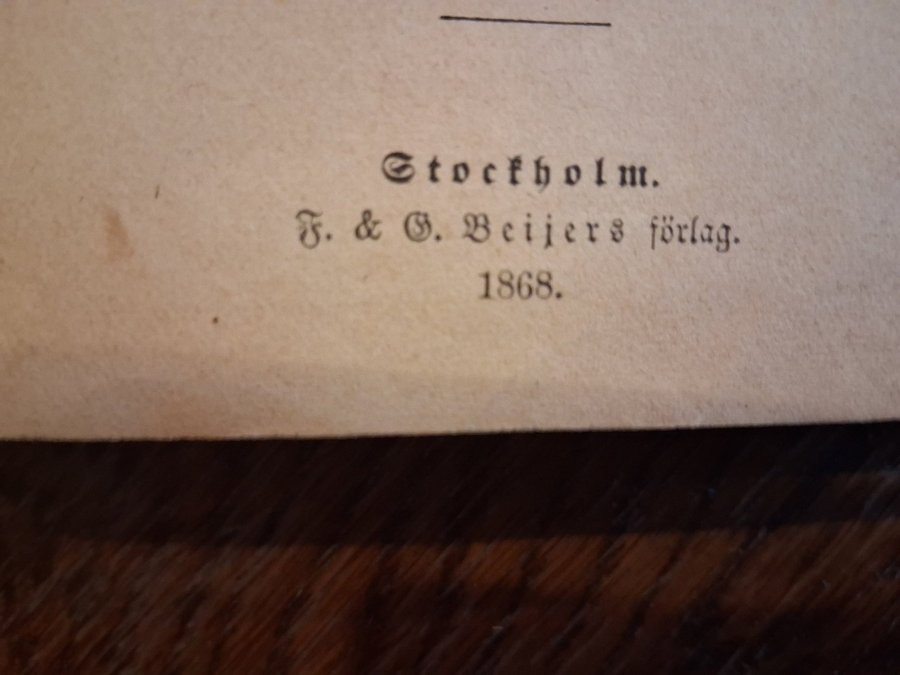 Stockholm.
F. & G. Beijers förlag.
1868.